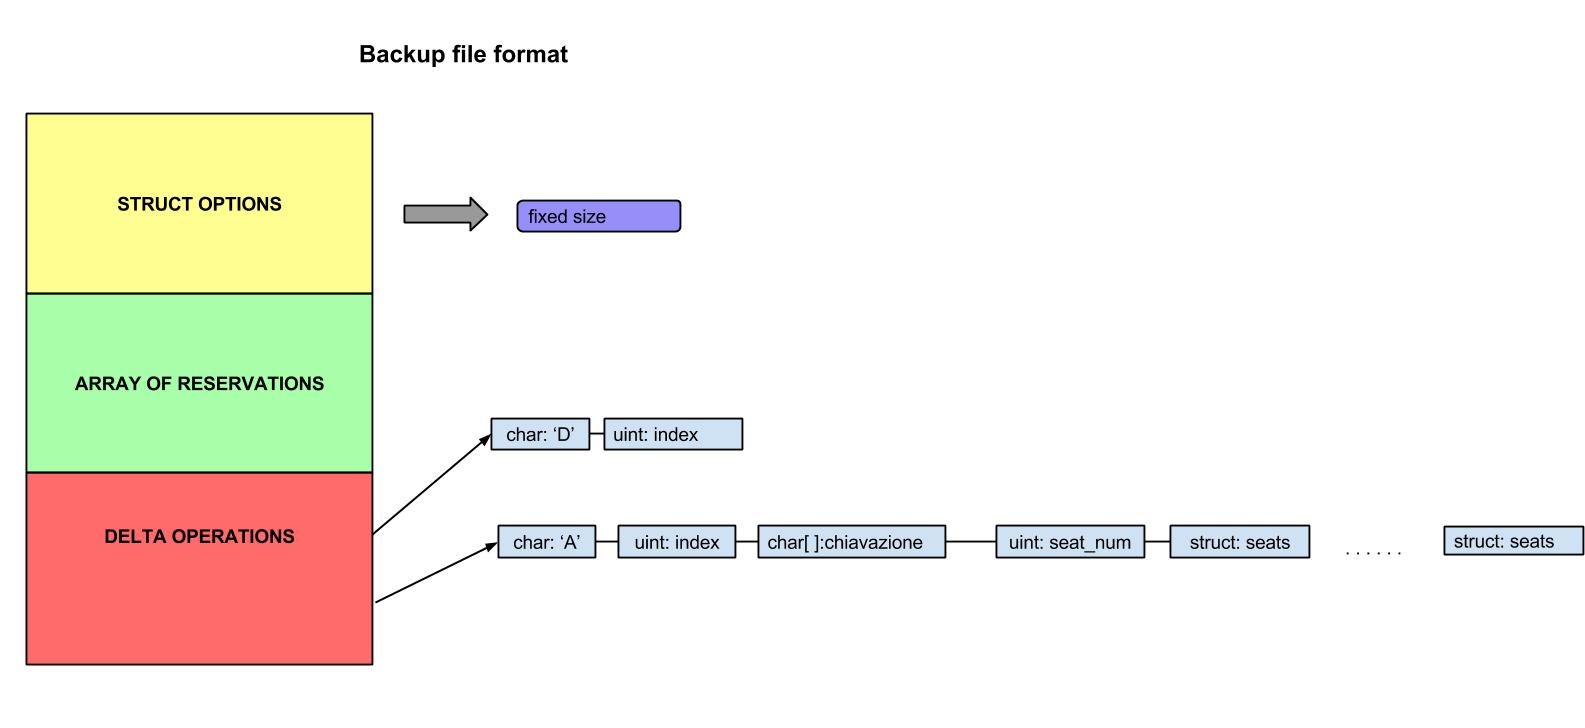 Backup file format
STRUCT OPTIONS
fixed size
ARRAY OF RESERVATIONS
char: ‘D’
uint: index
DELTA OPERATIONS
char: ‘A’
uint: index
char[ ]:chiavazione
uint: seat_num
struct: seats
. . . . . .
struct: seats